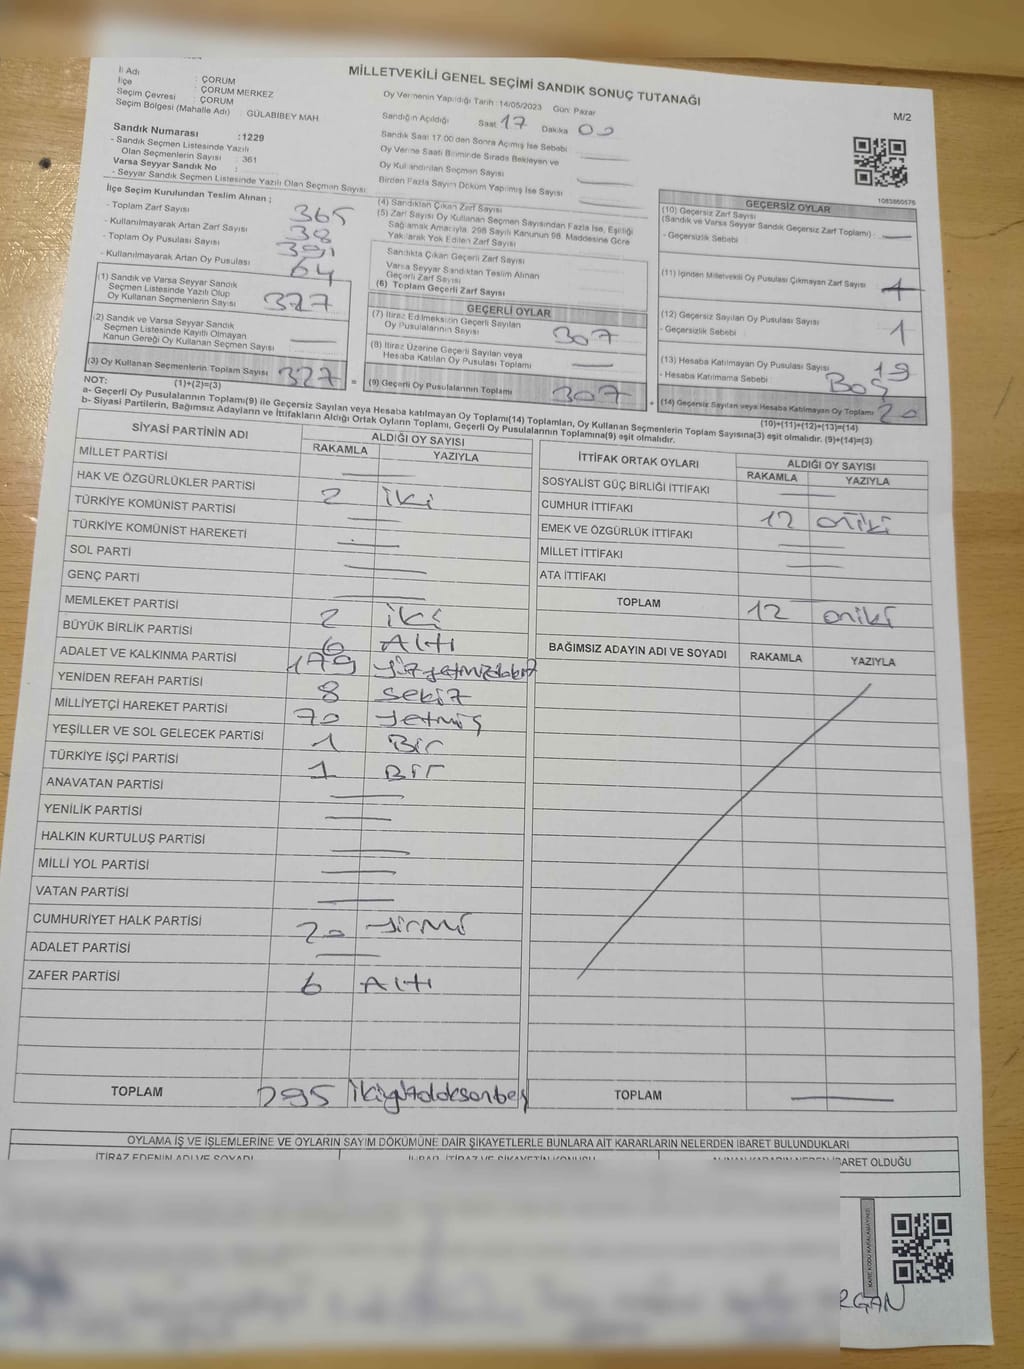 MİLLETVEKİLİ GENEL SEÇİMİ SANDIK SONUÇ TUTANAĞI
M/2
İl Adı : ÇORUM
İlçe : ÇORUM MERKEZ
Seçim Çevresi : ÇORUM
Seçim Bölgesi (Mahalle Adı) : GÜLABİBEY MAH.
Oy Vermenin Yapıldığı Tarih : 14/05/2023 Gün: Pazar
Sandığın Açıldığı Saat 17 Dakika 00
Sandık Numarası : 1229
- Sandık Seçmen Listesinde Yazılı
Olan Seçmenlerin Sayısı : 361
Varsa Seyyar Sandık No :
- Seyyar Sandık Seçmen Listesinde Yazılı Olan Seçmen Sayısı:
Sandık Saat 17.00'den Sonra Açılmış İse Sebebi
Oy Verme Saati Bitiminde Sırada Bekleyen ve
Oy Kullandırılan Seçmen Sayısı
Birden Fazla Sayım Döküm Yapılmış İse Sayısı
1083860576
İlçe Seçim Kurulundan Teslim Alınan ;
- Toplam Zarf Sayısı 365
- Kullanılmayarak Artan Zarf Sayısı 38
- Toplam Oy Pusulası Sayısı 391
- Kullanılmayarak Artan Oy Pusulası 64
(1) Sandık ve Varsa Seyyar Sandık
Seçmen Listesinde Yazılı Olup
Oy Kullanan Seçmenlerin Sayısı 327
(2) Sandık ve Varsa Seyyar Sandık
Seçmen Listesinde Kayıtlı Olmayan
Kanun Gereği Oy Kullanan Seçmen Sayısı
(3) Oy Kullanan Seçmenlerin Toplam Sayısı 327 =
(1)+(2)=(3)
(4) Sandıktan Çıkan Zarf Sayısı
(5) Zarf Sayısı Oy Kullanan Seçmen Sayısından Fazla İse, Eşitliği
Sağlamak Amacıyla, 298 Sayılı Kanunun 98. Maddesine Göre
Yakılarak Yok Edilen Zarf Sayısı
Sandıkta Çıkan Geçerli Zarf Sayısı
Varsa Seyyar Sandıktan Teslim Alınan
Geçerli Zarf Sayısı
(6) Toplam Geçerli Zarf Sayısı
GEÇERLİ OYLAR
(7) İtiraz Edilmeksizin Geçerli Sayılan
Oy Pusulalarının Sayısı 307
(8) İtiraz Üzerine Geçerli Sayılan veya
Hesaba Katılan Oy Pusulası Toplamı
(9) Geçerli Oy Pusulalarının Toplamı 307 +
GEÇERSİZ OYLAR
(10) Geçersiz Zarf Sayısı
(Sandık ve Varsa Seyyar Sandık Geçersiz Zarf Toplamı)
- Geçersizlik Sebebi
(11) İçinden Milletvekili Oy Pusulası Çıkmayan Zarf Sayısı
(12) Geçersiz Sayılan Oy Pusulası Sayısı
- Geçersizlik Sebebi 1
(13) Hesaba Katılmayan Oy Pusulası Sayısı 19
- Hesaba Katılmama Sebebi Boş
(14) Geçersiz Sayılan veya Hesaba Katılmayan Oy Toplamı 20
(10)+(11)+(12)+(13)=(14)
NOT:
a- Geçerli Oy Pusulalarının Toplamı(9) ile Geçersiz Sayılan veya Hesaba katılmayan Oy Toplamı(14) Toplamları, Oy Kullanan Seçmenlerin Toplam Sayısına(3) eşit olmalıdır. (9)+(14)=(3)
b- Siyasi Partilerin, Bağımsız Adayların ve İttifakların Aldığı Ortak Oyların Toplamı, Geçerli Oy Pusulalarının Toplamına(9) eşit olmalıdır.
SİYASİ PARTİNİN ADI ALDIĞI OY SAYISI
RAKAMLA YAZIYLA
MİLLET PARTİSİ
HAK VE ÖZGÜRLÜKLER PARTİSİ
TÜRKİYE KOMÜNİST PARTİSİ 2 iki
TÜRKİYE KOMÜNİST HAREKETİ
SOL PARTİ
GENÇ PARTİ
MEMLEKET PARTİSİ
BÜYÜK BİRLİK PARTİSİ 2 iki
ADALET VE KALKINMA PARTİSİ 6 Altı
179 yüzyetmişdokuz
YENİDEN REFAH PARTİSİ 8 sekiz
MİLLİYETÇİ HAREKET PARTİSİ 70 yetmiş
YEŞİLLER VE SOL GELECEK PARTİSİ 1 Bir
TÜRKİYE İŞÇİ PARTİSİ 1 Bir
ANAVATAN PARTİSİ
YENİLİK PARTİSİ
HALKIN KURTULUŞ PARTİSİ
MİLLİ YOL PARTİSİ
VATAN PARTİSİ
CUMHURİYET HALK PARTİSİ 20 yirmi
ADALET PARTİSİ
ZAFER PARTİSİ 6 Altı
TOPLAM 295 ikiyüzdoksanbeş
İTTİFAK ORTAK OYLARI ALDIĞI OY SAYISI
RAKAMLA YAZIYLA
SOSYALİST GÜÇ BİRLİĞİ İTTİFAKI
CUMHUR İTTİFAKI 12 oniki
EMEK VE ÖZGÜRLÜK İTTİFAKI
MİLLET İTTİFAKI
ATA İTTİFAKI
TOPLAM 12 oniki
BAĞIMSIZ ADAYIN ADI VE SOYADI RAKAMLA YAZIYLA
TOPLAM
OYLAMA İŞ VE İŞLEMLERİNE VE OYLARIN SAYIM DÖKÜMÜNE DAİR ŞİKAYETLERLE BUNLARA AİT KARARLARIN NELERDEN İBARET BULUNDUKLARI
İTİRAZ EDENİN ADI VE SOYADI
İBARET OLDUĞU
RGAN